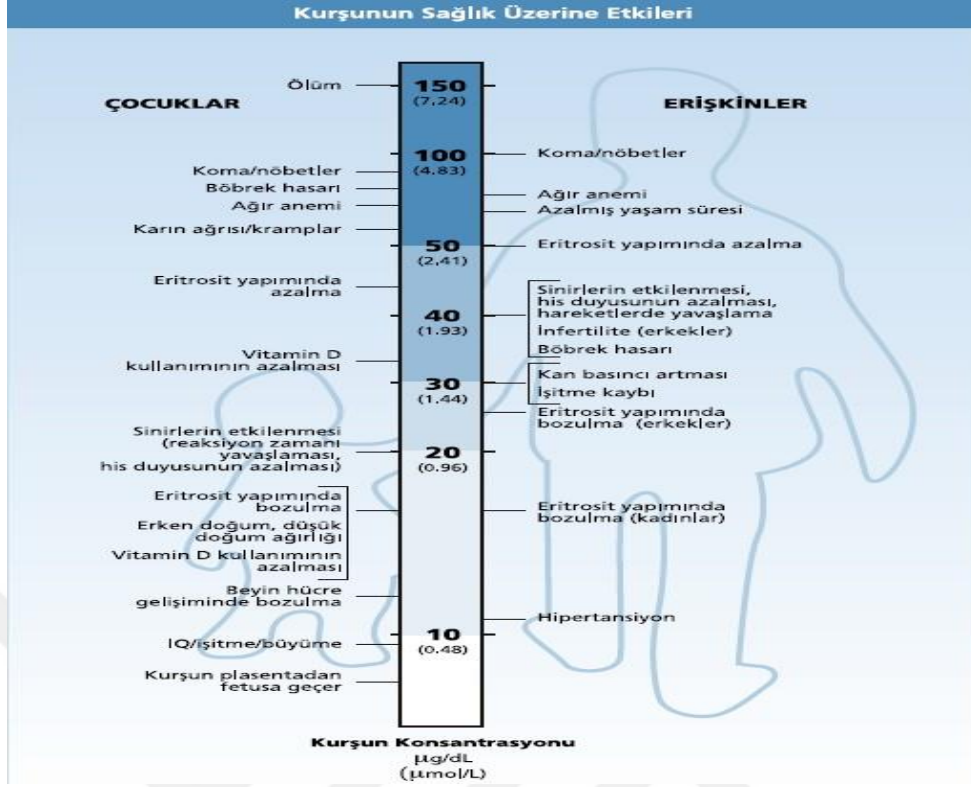 Kurşunun Sağlık Üzerine Etkileri
ÇOCUKLAR
Ölüm
Koma/nöbetler
Böbrek hasarı
Ağır anemi
Karın ağrısı/kramplar
Eritrosit yapımında
azalma
Vitamin D
kullanımının azalması
Sinirlerin etkilenmesi
(reaksiyon zamanı
yavaşlaması,
his duyusunun azalması)
Eritrosit yapımında
bozulma
Erken doğum, düşük
doğum ağırlığı
Vitamin D kullanımının
azalması
Beyin hücre
gelişiminde bozulma
IQ/işitme/büyüme
Kurşun plasentadan
fetusa geçer
150
(7,24)
100
(4.83)
50
(2,41)
40
(1.93)
30
(1.44)
20
(0.96)
10
(0.48)
ERİŞKİNLER
Koma/nöbetler
Ağır anemi
Azalmış yaşam süresi
Eritrosit yapımında azalma
Sinirlerin etkilenmesi,
his duyusunun azalması,
hareketlerde yavaşlama
İnfertilite (erkekler)
Böbrek hasarı
Kan basıncı artması
İşitme kaybı
Eritrosit yapımında
bozulma (erkekler)
Eritrosit yapımında
bozulma (kadınlar)
Hipertansiyon
Kurşun Konsantrasyonu
µg/dL
(µmol/L)